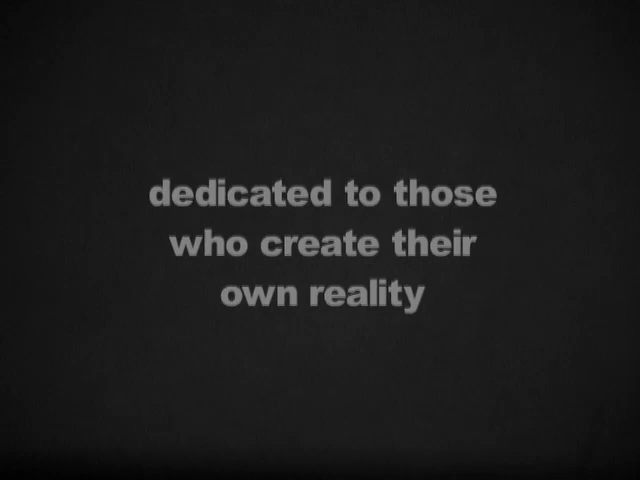 dedicated to those
who create their
own reality